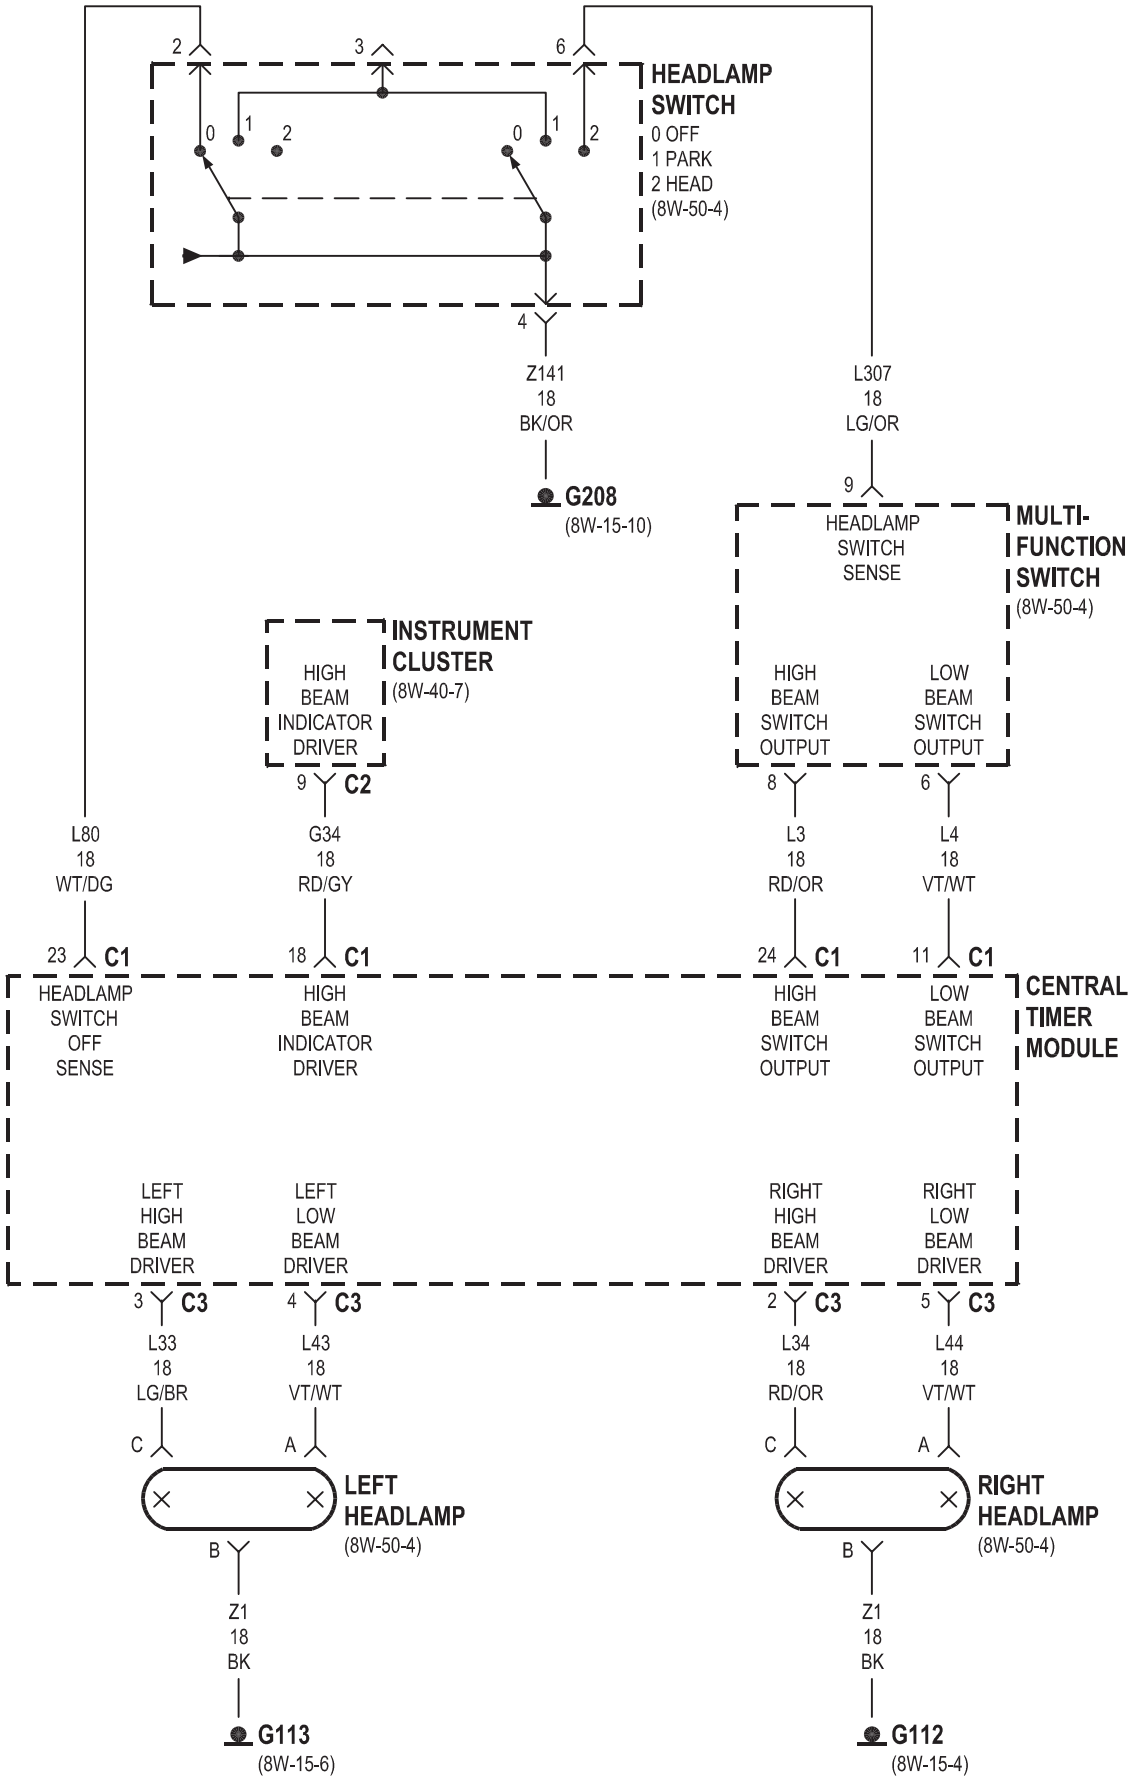 2
3
6
HEADLAMP
SWITCH
0 OFF
1 PARK
2 HEAD
(8W-50-4)
0
1
2
0
1
2
4
Z141
18
BK/OR
G208
(8W-15-10)
L307
18
LG/OR
9
HEADLAMP
SWITCH
SENSE
MULTI-
FUNCTION
SWITCH
(8W-50-4)
HIGH
BEAM
SWITCH
OUTPUT
LOW
BEAM
SWITCH
OUTPUT
INSTRUMENT
CLUSTER
(8W-40-7)
HIGH
BEAM
INDICATOR
DRIVER
9
C2
8
6
L80
18
WT/DG
G34
18
RD/GY
L3
18
RD/OR
L4
18
VT/WT
23
C1
18
C1
24
C1
11
C1
HEADLAMP
SWITCH
OFF
SENSE
HIGH
BEAM
INDICATOR
DRIVER
HIGH
BEAM
SWITCH
OUTPUT
LOW
BEAM
SWITCH
OUTPUT
CENTRAL
TIMER
MODULE
LEFT
HIGH
BEAM
DRIVER
LEFT
LOW
BEAM
DRIVER
RIGHT
HIGH
BEAM
DRIVER
RIGHT
LOW
BEAM
DRIVER
3
C3
4
C3
2
C3
5
C3
L33
18
LG/BR
L43
18
VT/WT
L34
18
RD/OR
L44
18
VT/WT
C
A
C
A
LEFT
HEADLAMP
(8W-50-4)
RIGHT
HEADLAMP
(8W-50-4)
B
B
Z1
18
BK
Z1
18
BK
G113
(8W-15-6)
G112
(8W-15-4)